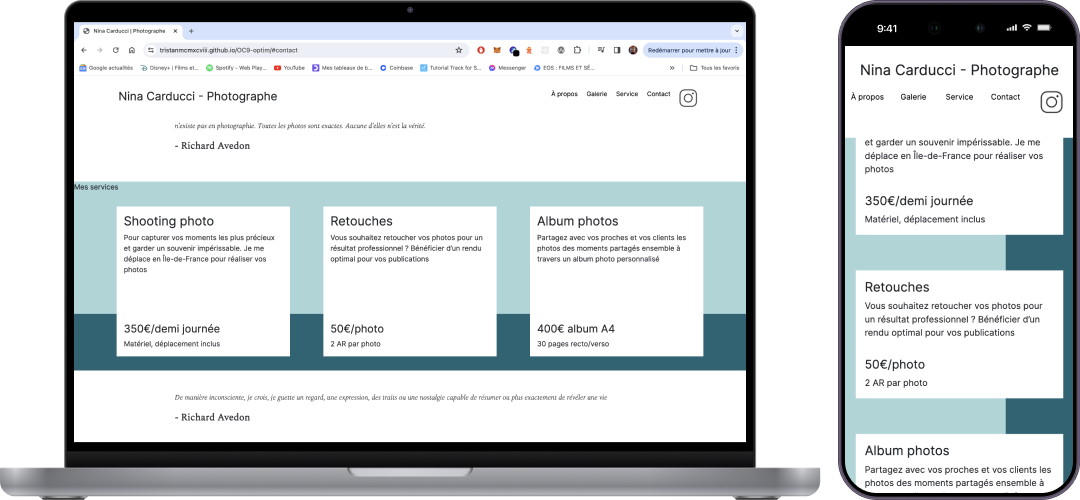 Nina Carducci | Photographe
tristanmcmxcviii.github.io/OC9-optim/#contact
Redémarrer pour mettre à jour
Google actualités
Disney+ | Films et...
Spotify - Web Play...
YouTube
Mes tableaux de b...
Coinbase
Tutorial Track for S...
Messenger
EOS : FILMS ET SÉ...
Tous les favoris
Nina Carducci - Photographe
À propos
Galerie
Service
Contact
n'existe pas en photographie. Toutes les photos sont exactes. Aucune d'elles n'est la vérité.
- Richard Avedon
Mes services
Shooting photo
Pour capturer vos moments les plus précieux
et garder un souvenir impérissable. Je me
déplace en Île-de-France pour réaliser vos
photos
350€/demi journée
Matériel, déplacement inclus
Retouches
Vous souhaitez retoucher vos photos pour un
résultat professionnel ? Bénéficier d'un rendu
optimal pour vos publications
50€/photo
2 AR par photo
Album photos
Partagez avec vos proches et vos clients les
photos des moments partagés ensemble à
travers un album photo personnalisé
400€ album A4
30 pages recto/verso
De manière inconsciente, je crois, je guette un regard, une expression, des traits ou une nostalgie capable de résumer ou plus exactement de révéler une vie
- Richard Avedon
9:41
Nina Carducci - Photographe
À propos
Galerie
Service
Contact
et garder un souvenir impérissable. Je me
déplace en Île-de-France pour réaliser vos
photos
350€/demi journée
Matériel, déplacement inclus
Retouches
Vous souhaitez retoucher vos photos pour
un résultat professionnel ? Bénéficier d'un
rendu optimal pour vos publications
50€/photo
2 AR par photo
Album photos
Partagez avec vos proches et vos clients les
photos des moments partagés ensemble à